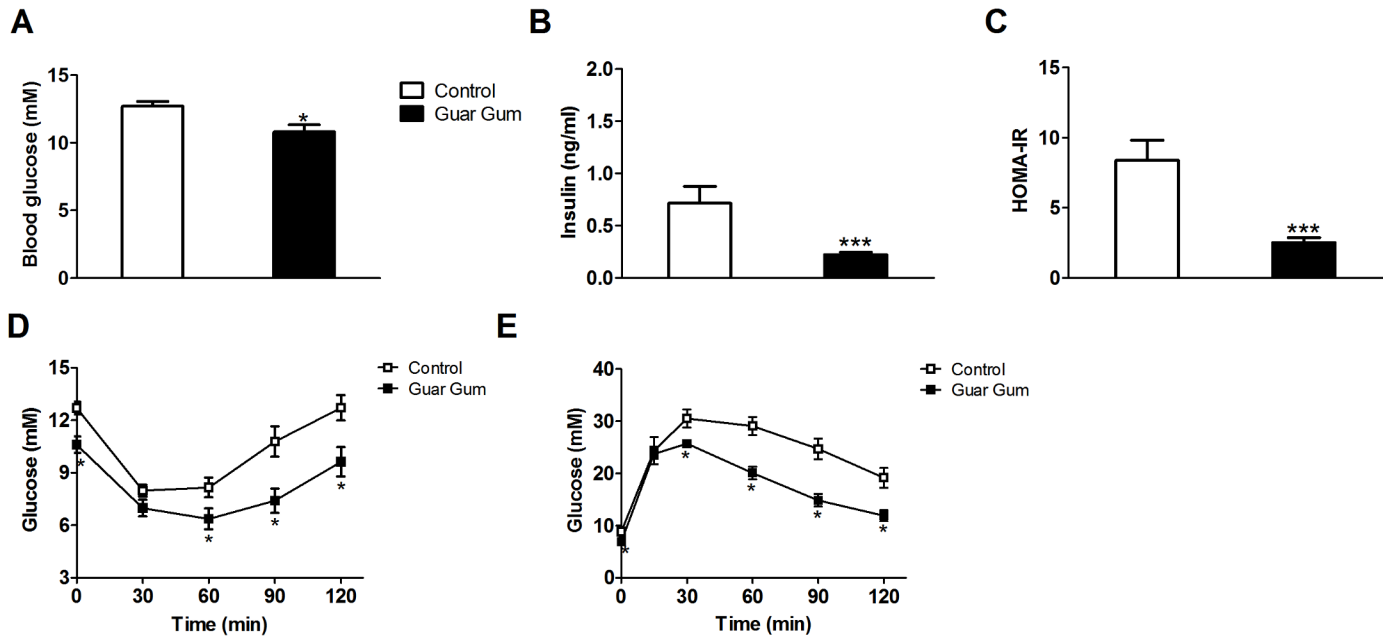 A
Blood glucose (mM)
15
10
5
0
*
Control
Guar Gum
B
Insulin (ng/ml)
2.0
1.5
1.0
0.5
0.0
***
C
HOMA-IR
15
10
5
0
***
D
Glucose (mM)
15
12
9
6
3
*
*
*
*
0 30 60 90 120
Time (min)
Control
Guar Gum
E
Glucose (mM)
40
30
20
10
0
*
*
*
*
*
0 30 60 90 120
Time (min)
Control
Guar Gum